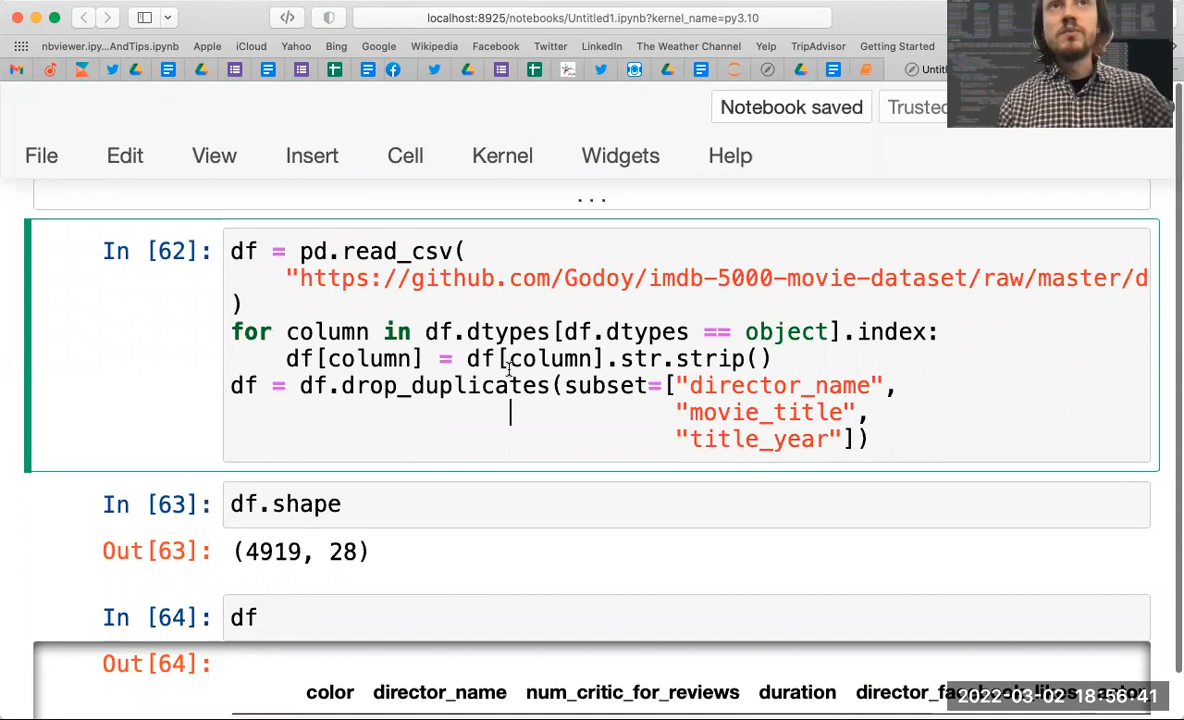 localhost:8925/notebooks/Untitled1.ipynb?kernel_name=py3.10
nbviewer.ipy...AndTips.ipynb Apple iCloud Yahoo Bing Google Wikipedia Facebook Twitter LinkedIn The Weather Channel Yelp TripAdvisor Getting Started
Notebook saved Trusted
File Edit View Insert Cell Kernel Widgets Help
...
In [62]: df = pd.read_csv(
"https://github.com/Godoy/imdb-5000-movie-dataset/raw/master/d
)
for column in df.dtypes[df.dtypes == object].index:
df[column] = df[column].str.strip()
df = df.drop_duplicates(subset=["director_name",
"movie_title",
"title_year"])
In [63]: df.shape
Out[63]: (4919, 28)
In [64]: df
Out[64]:
color director_name num_critic_for_reviews duration
2022-03-02 18:56:41